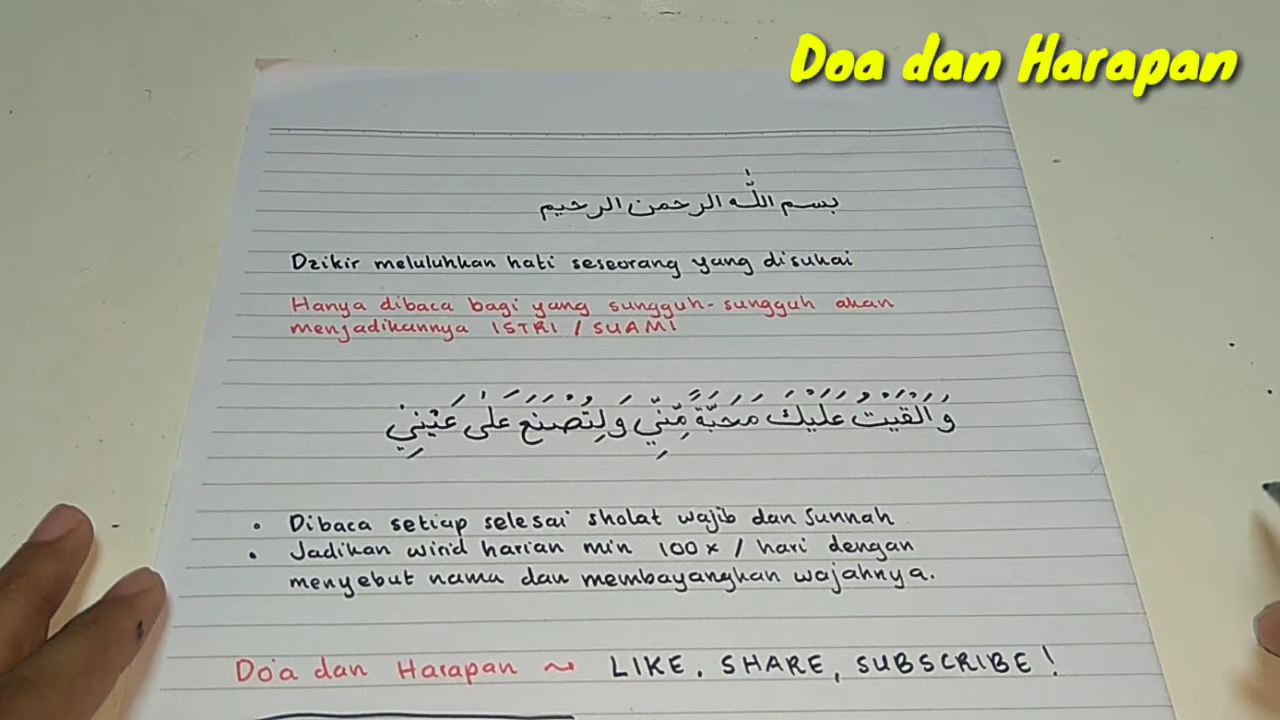 Doa dan Harapan
بسم اللّٰه الرحمن الرحيم
Dzikir meluluhkan hati seseorang yang disukai
Hanya dibaca bagi yang sungguh-sungguh akan
menjadikannya ISTRI / SUAMI
وَاَلْقَيْتُ عَلَيْكَ مَحَبَّةً مِّنِّي وَلِتُصْنَعَ عَلٰى عَيْنِيْ
• Dibaca setiap selesai sholat wajib dan sunnah
• Jadikan wirid harian min 100x / hari dengan
menyebut nama dan membayangkan wajahnya.
Do'a dan Harapan ~ LIKE, SHARE, SUBSCRIBE!